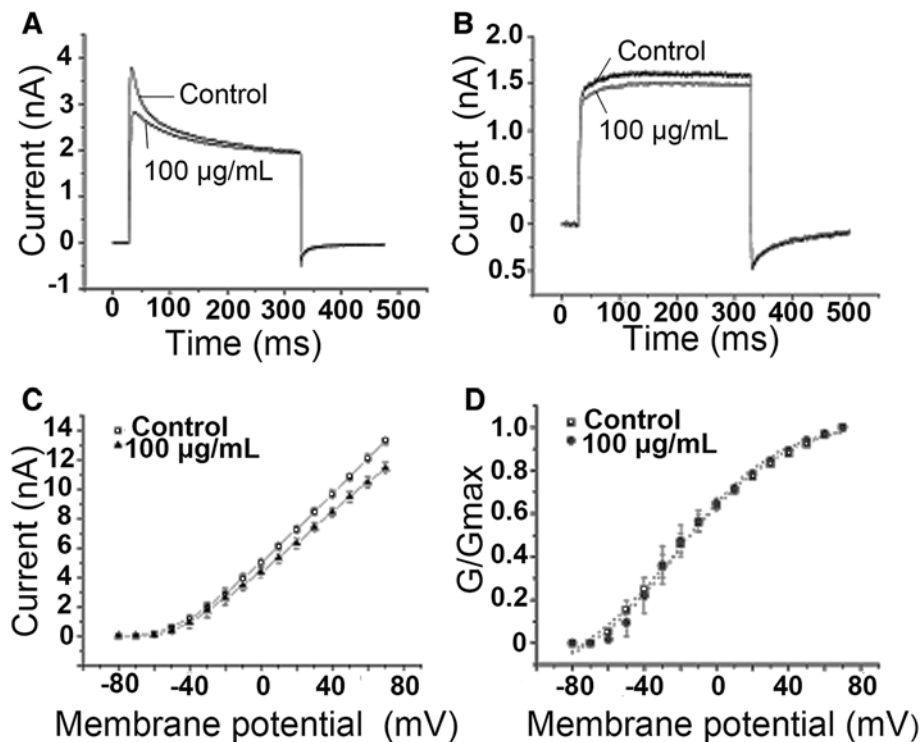 A
Current (nA)
4
3
2
1
0
-1
Control
100 µg/mL
0 100 200 300 400 500
Time (ms)
B
Current (nA)
2.0
1.5
1.0
0.5
0
0.5
Control
100 µg/mL
0 100 200 300 400 500
Time (ms)
C
Current (nA)
14
12
10
8
6
4
2
0
Control
100 µg/mL
-80 -40 0 40 80
Membrane potential (mV)
D
G/Gmax
1.0
0.8
0.6
0.4
0.2
0
Control
100 µg/mL
-80 -40 0 40 80
Membrane potential (mV)